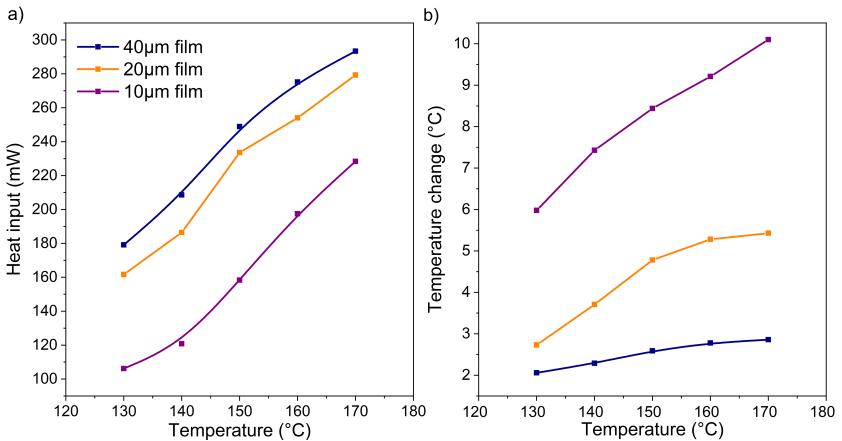 a)
300
280
260
240
220
200
180
160
140
120
100
Heat input (mW)
40µm film
20µm film
10µm film
120 130 140 150 160 170 180
Temperature (°C)
b)
10
9
8
7
6
5
4
3
2
Temperature change (°C)
120 130 140 150 160 170 180
Temperature (°C)